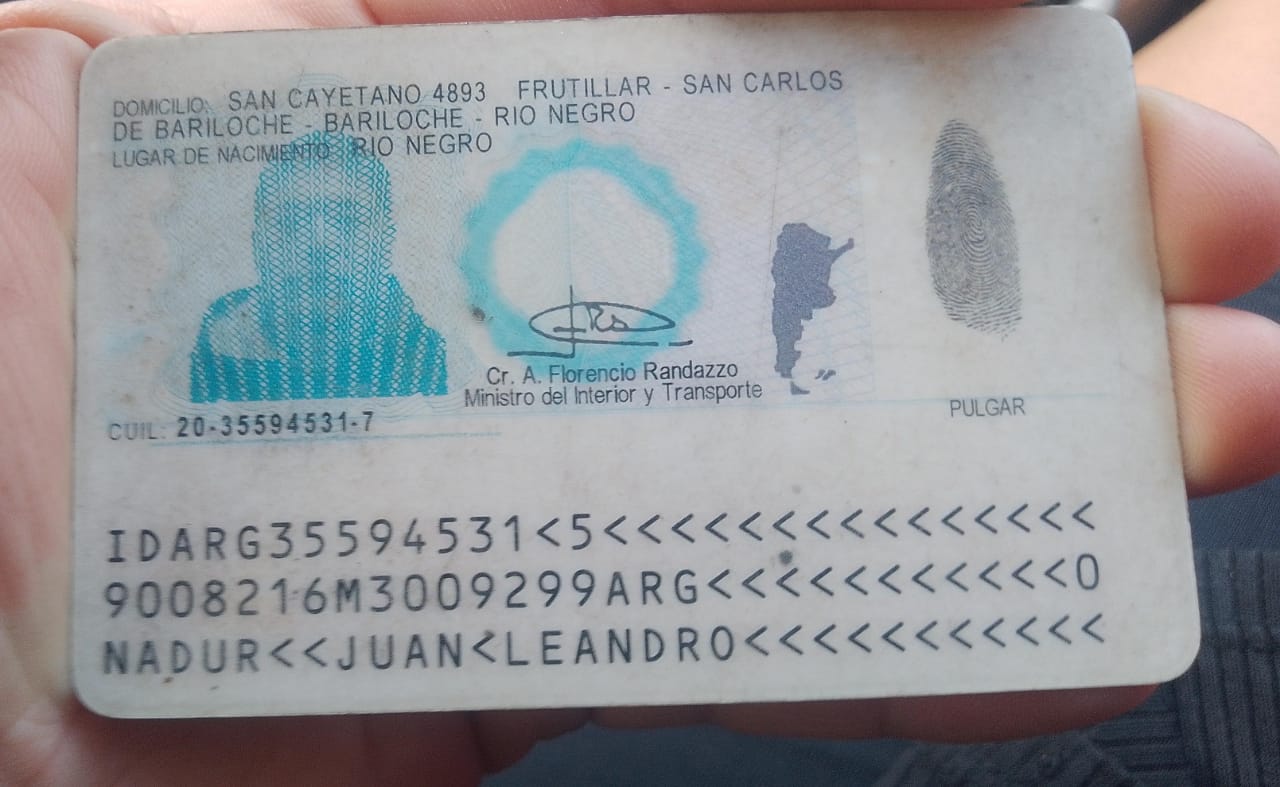 DOMICILIO: SAN CAYETANO 4893 FRUTILLAR - SAN CARLOS
DE BARILOCHE - BARILOCHE - RIO NEGRO
LUGAR DE NACIMIENTO: RIO NEGRO
Cr. A. Florencio Randazzo
Ministro del Interior y Transporte
PULGAR
CUIL: 20-35594531-7
IDARG35594531<5<<<<<<<<<<<<<<<
9008216M3009299ARG<<<<<<<<<<<0
NADUR<<JUAN<LEANDRO<<<<<<<<<<<